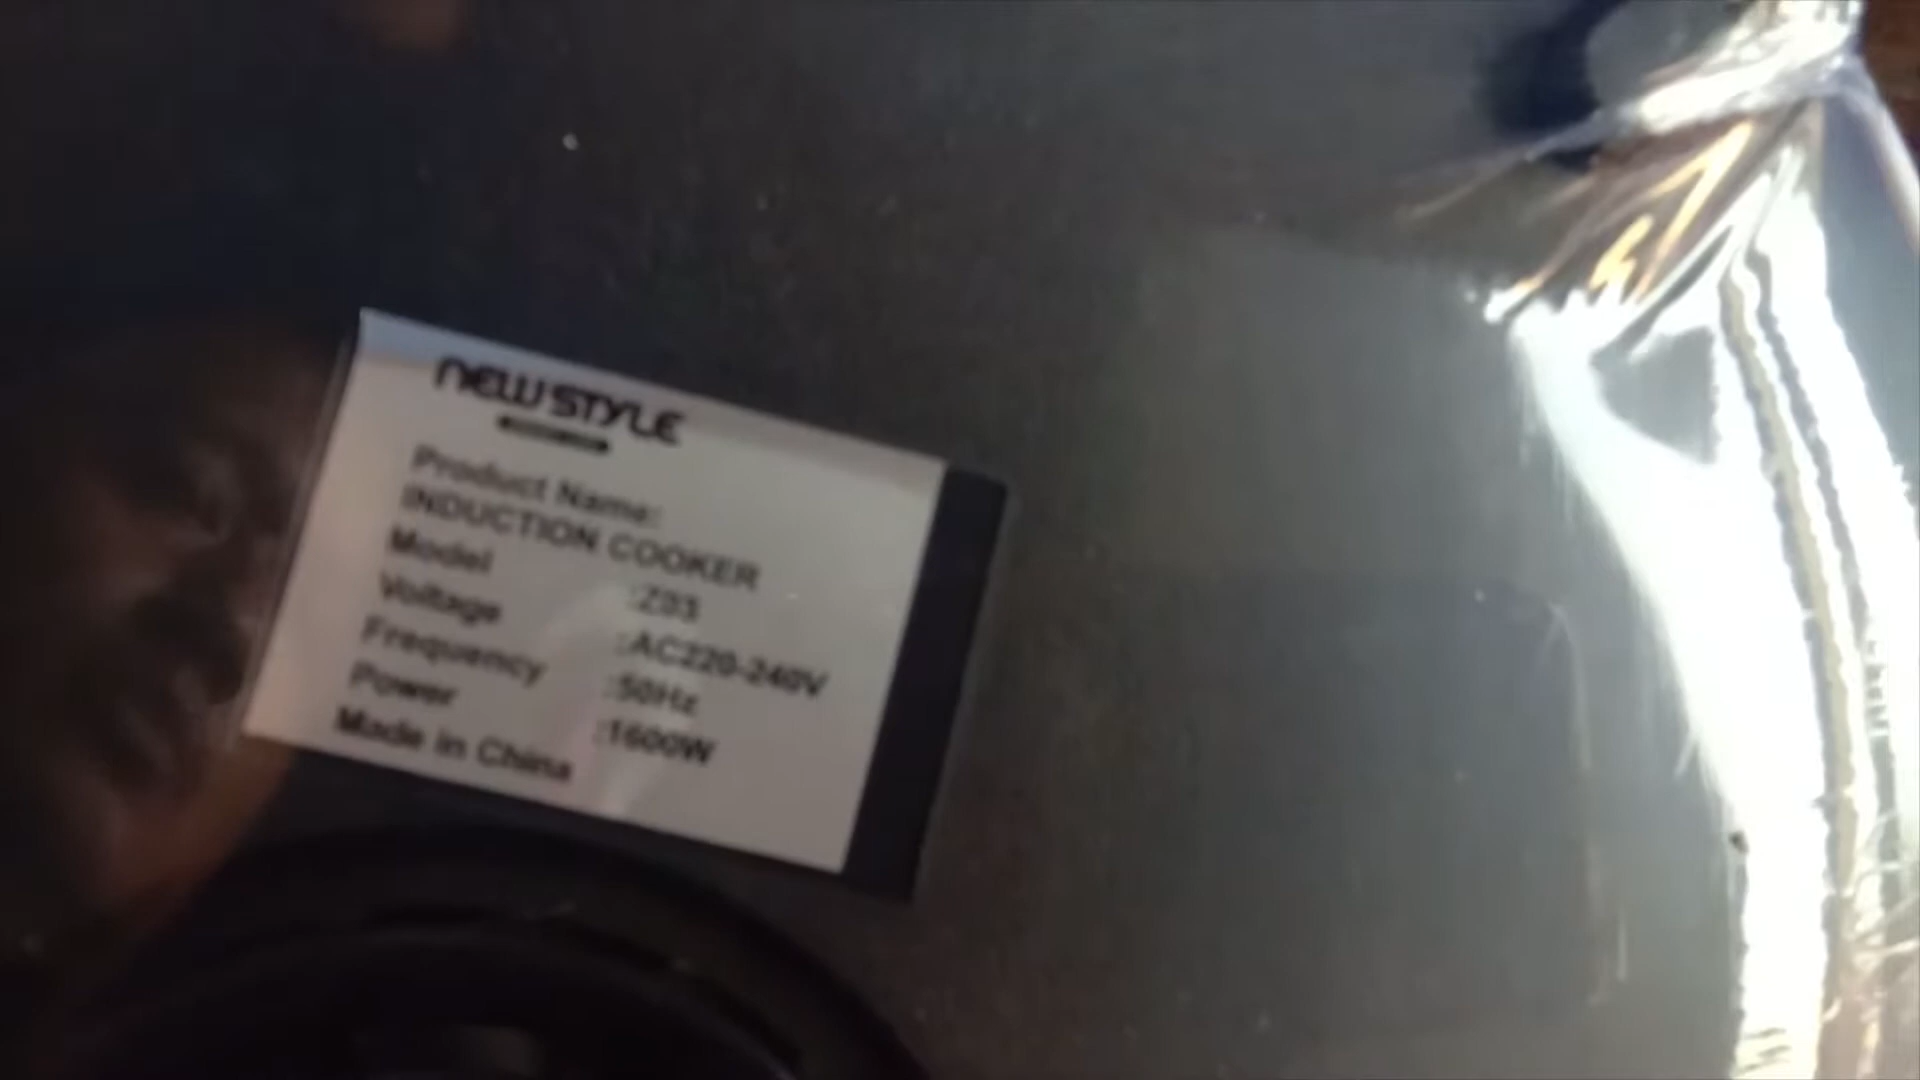 NEW STYLE
Product Name:
INDUCTION COOKER
Model :Z03
Voltage :AC220-240V
Frequency :50Hz
Power :1600W
Made in China